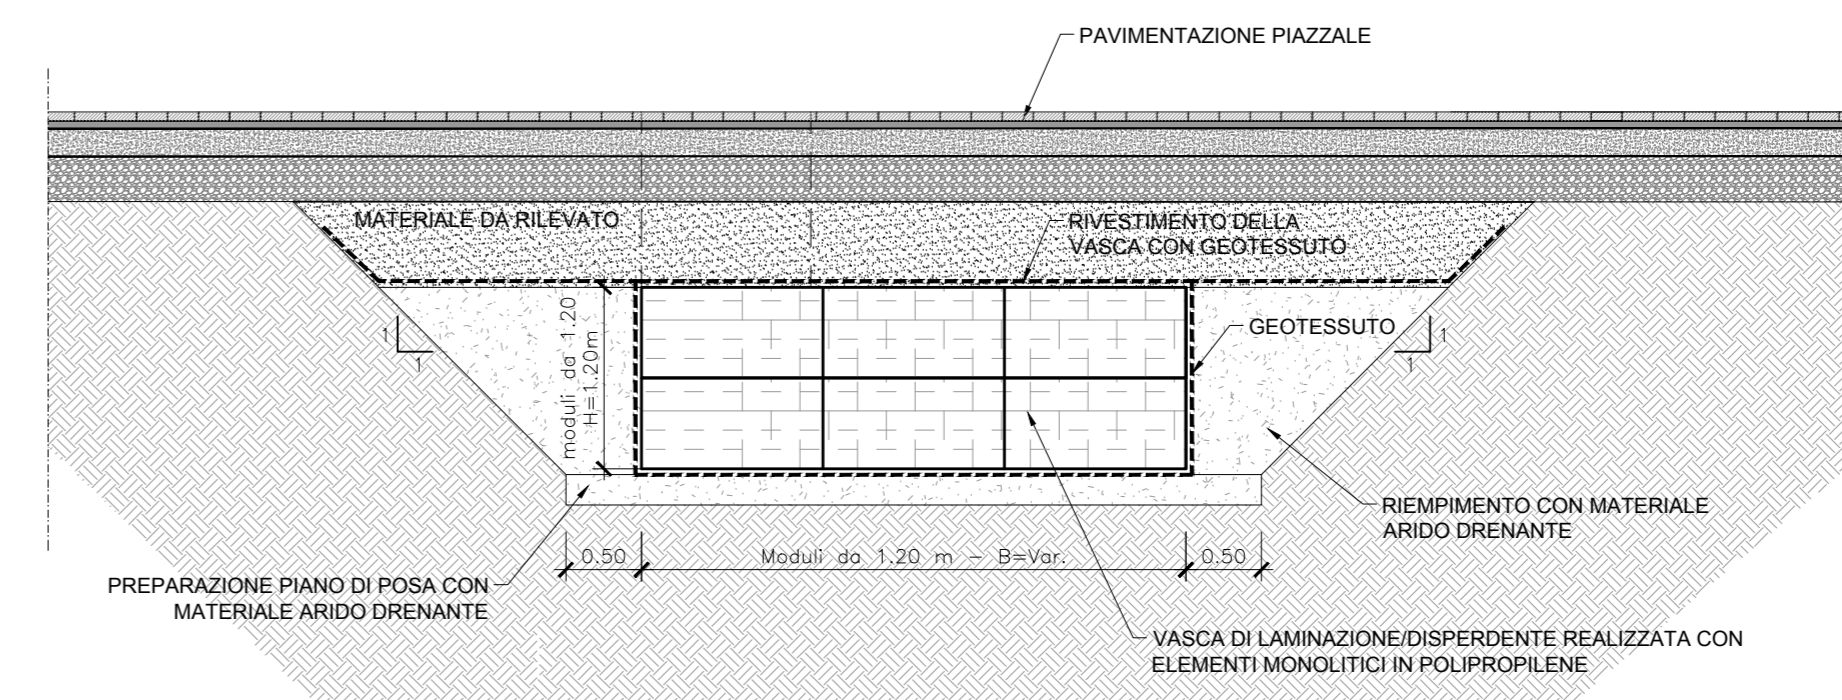 PAVIMENTAZIONE PIAZZALE
MATERIALE DA RILEVATO
RIVESTIMENTO DELLA
VASCA CON GEOTESSUTO
moduli da 1.20
H=1.20m
1
1
GEOTESSUTO
1
1
RIEMPIMENTO CON MATERIALE
ARIDO DRENANTE
0.50
Moduli da 1.20 m - B=Var.
0.50
PREPARAZIONE PIANO DI POSA CON
MATERIALE ARIDO DRENANTE
VASCA DI LAMINAZIONE/DISPERDENTE REALIZZATA CON
ELEMENTI MONOLITICI IN POLIPROPILENE